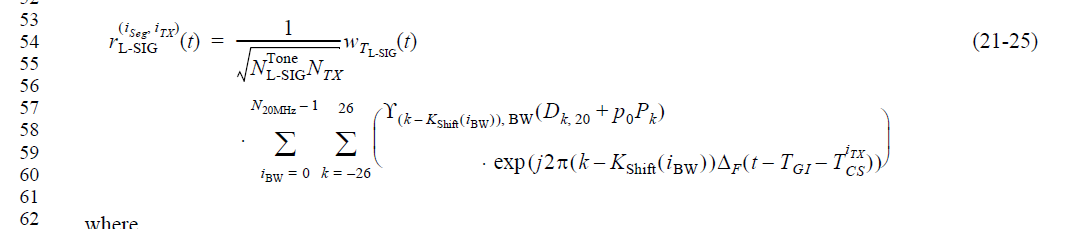 52
53
54 r_{L-SIG}^{(i_{Seg}, i_{TX})}(t) = \frac{1}{\sqrt{N_{L-SIG}^{Tone} N_{TX}}} w_{T_{L-SIG}}(t) (21-25)
55
56
57 N_{20MHz} – 1 26 ϒ_{(k – K_{Shift}(i_{BW})), BW}(D_{k, 20} + p_0 P_k)
58 · ∑ ∑
59 · exp(j2π(k – K_{Shift}(i_{BW}))Δ_F(t – T_{GI} – T_{CS}^{i_{TX}}))
60 i_{BW} = 0 k = –26
61
62 where